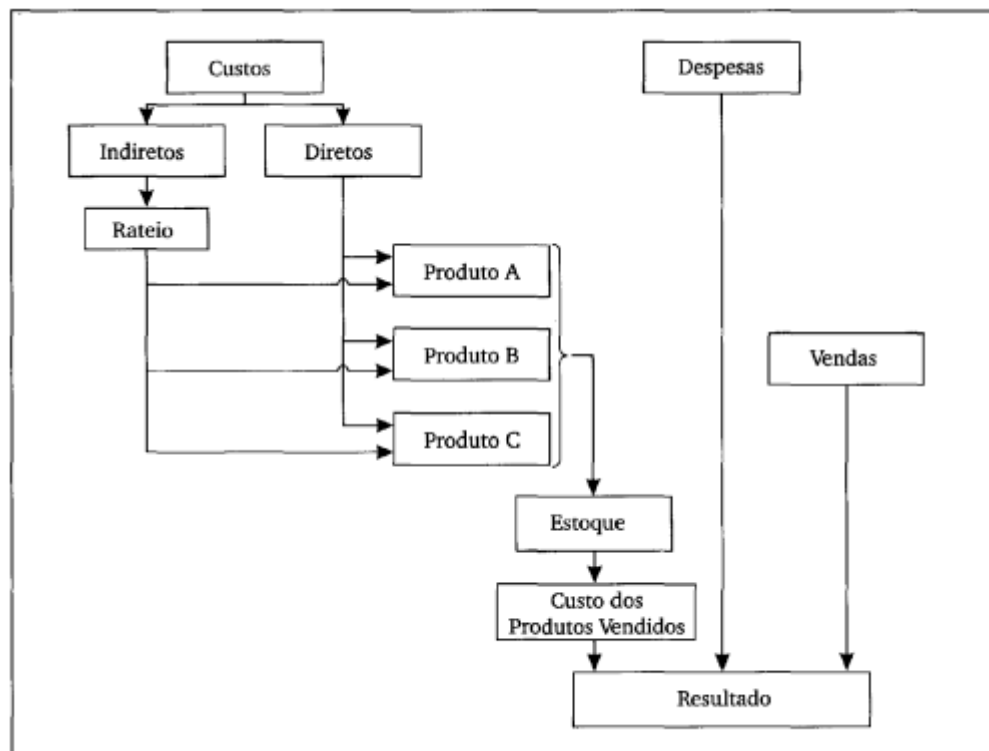 Custos
Despesas
Indiretos
Diretos
Rateio
Produto A
Produto B
Vendas
Produto C
Estoque
Custo dos
Produtos Vendidos
Resultado